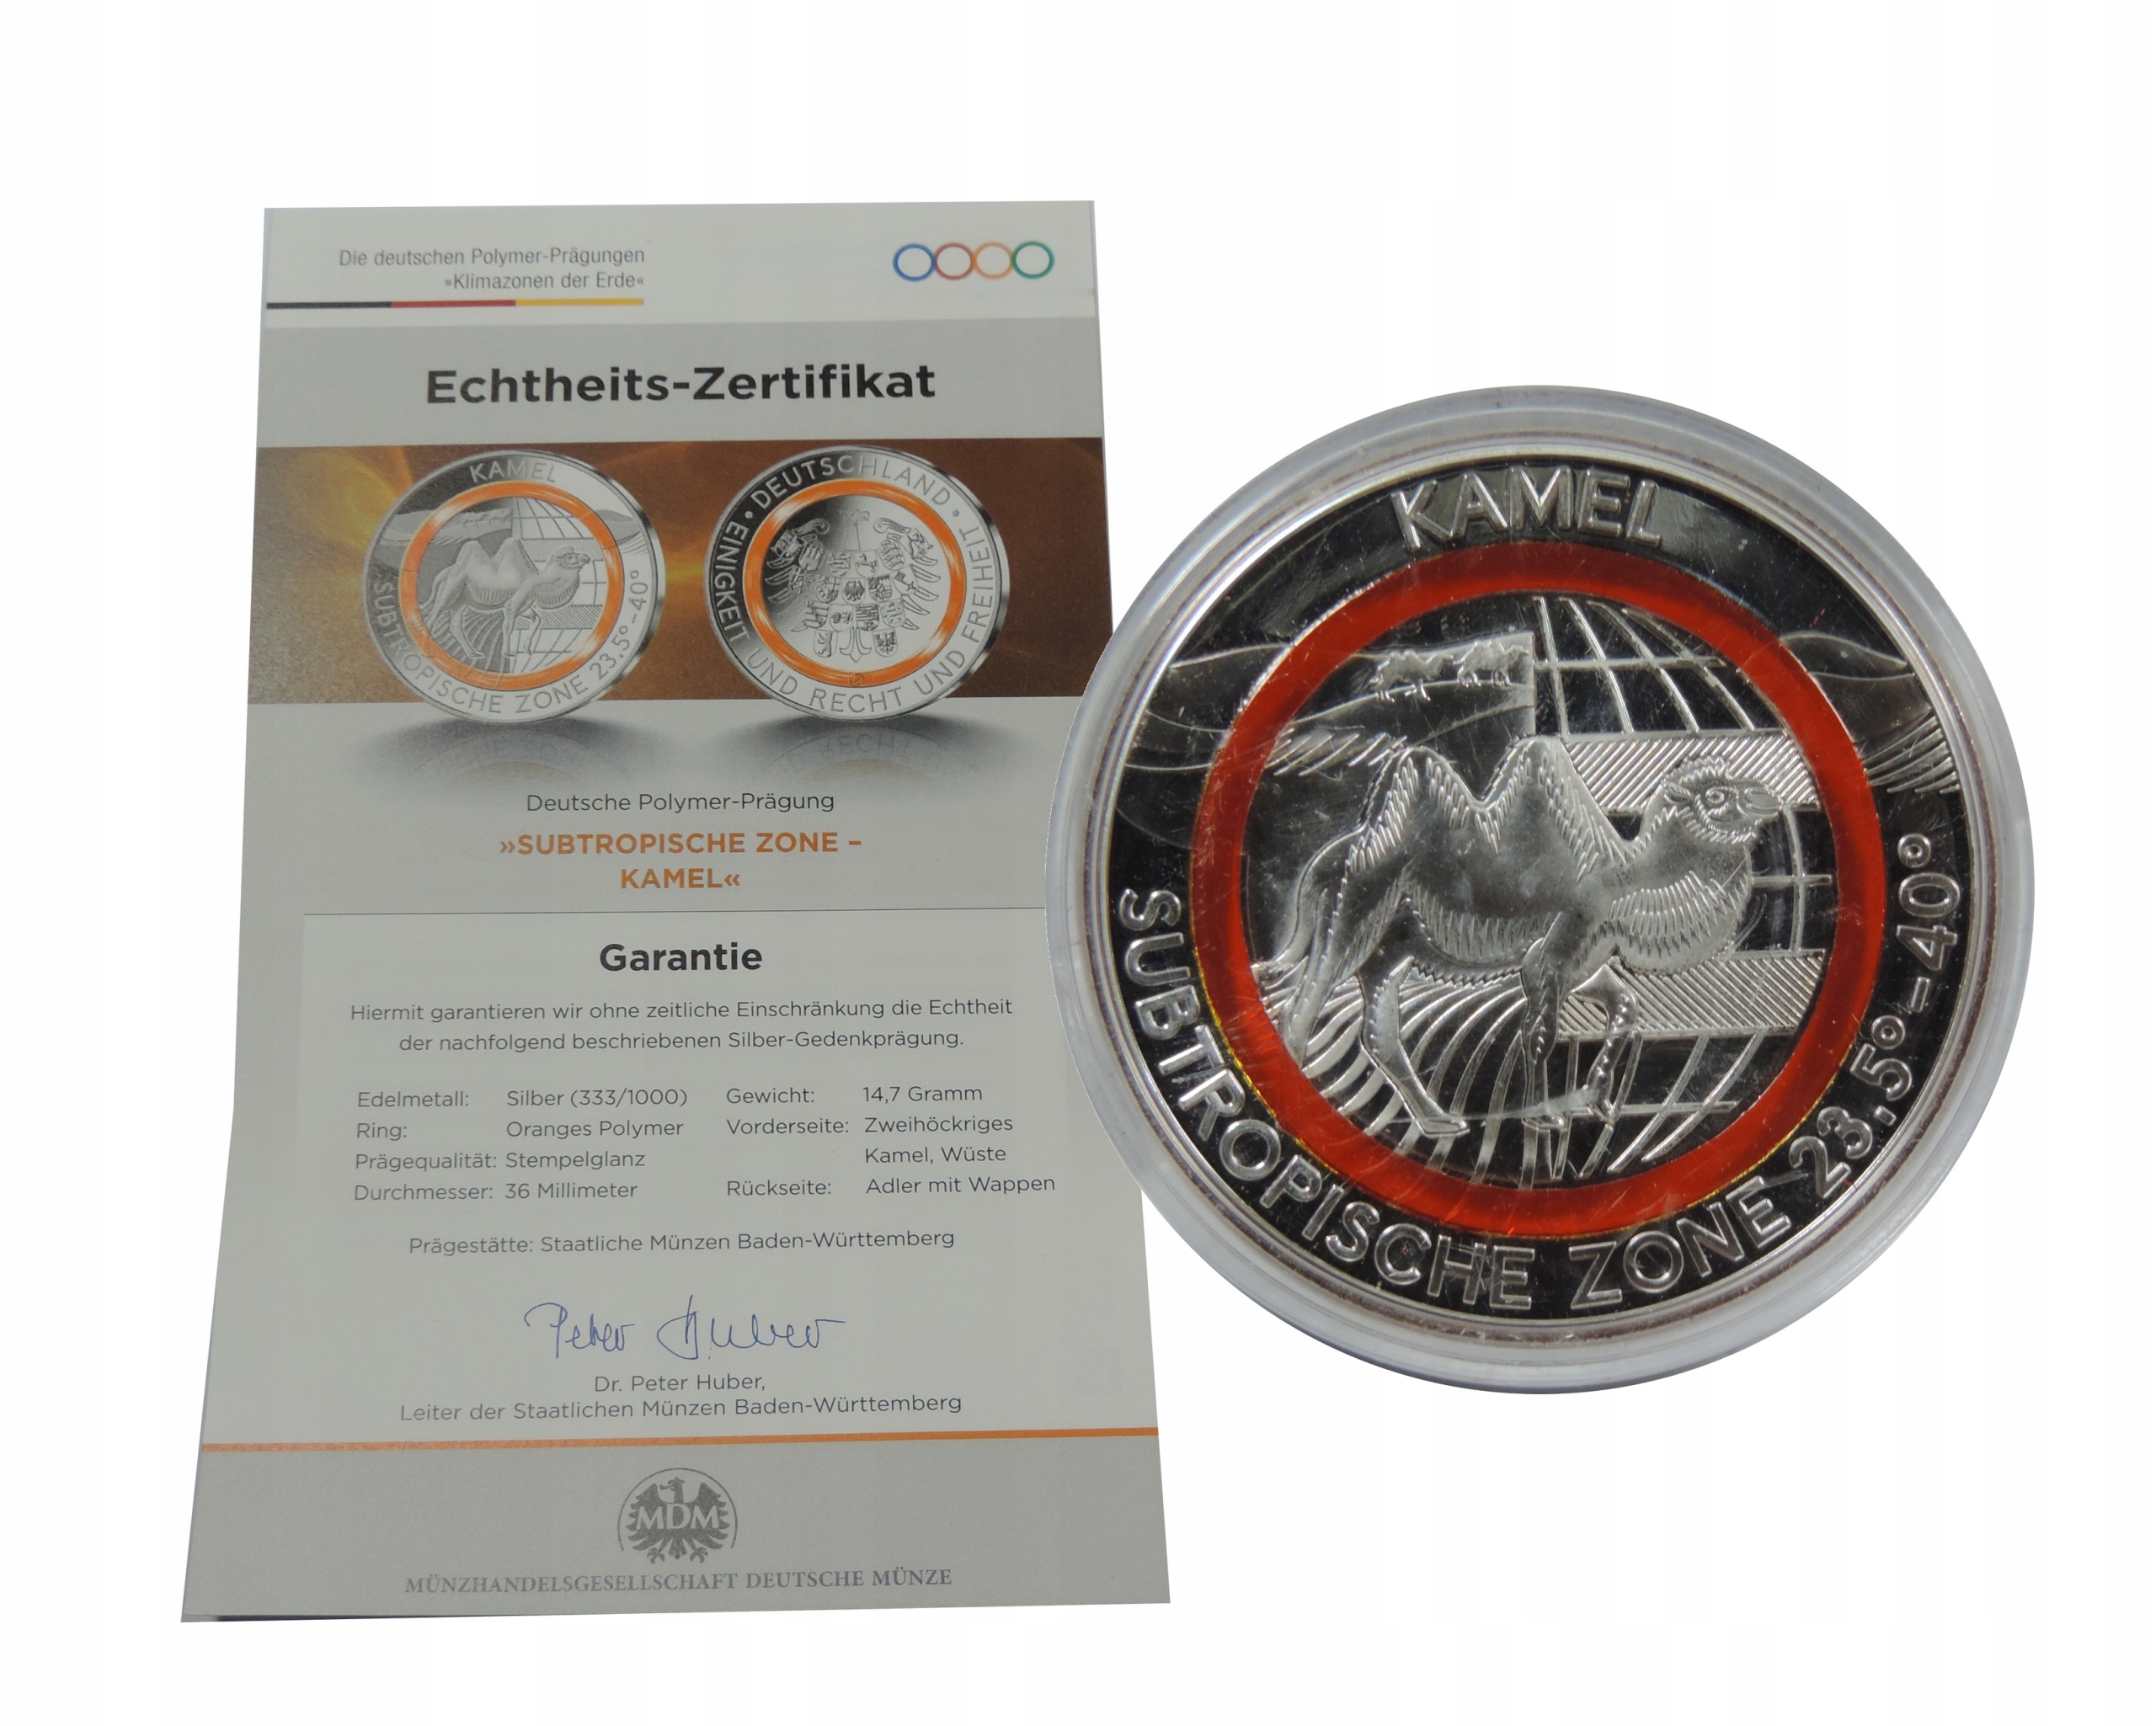 Die deutschen Polymer-Prägungen
»Klimazonen der Erde«
Echtheits-Zertifikat
KAMEL
SUBTROPISCHE ZONE 23.5°–40°
• DEUTSCHLAND •
EINIGKEIT UND RECHT UND FREIHEIT
Deutsche Polymer-Prägung
»SUBTROPISCHE ZONE –
KAMEL«
Garantie
Hiermit garantieren wir ohne zeitliche Einschränkung die Echtheit
der nachfolgend beschriebenen Silber-Gedenkprägung.
Edelmetall: Silber (333/1000) Gewicht: 14,7 Gramm
Ring: Oranges Polymer Vorderseite: Zweihöckriges
Prägequalität: Stempelglanz Kamel, Wüste
Durchmesser: 36 Millimeter Rückseite: Adler mit Wappen
Prägestätte: Staatliche Münzen Baden-Württemberg
Peter Huber
Dr. Peter Huber,
Leiter der Staatlichen Münzen Baden-Württemberg
MDM
MÜNZHANDELSGESELLSCHAFT DEUTSCHE MÜNZE
KAMEL
SUBTROPISCHE ZONE 23.5°–40°